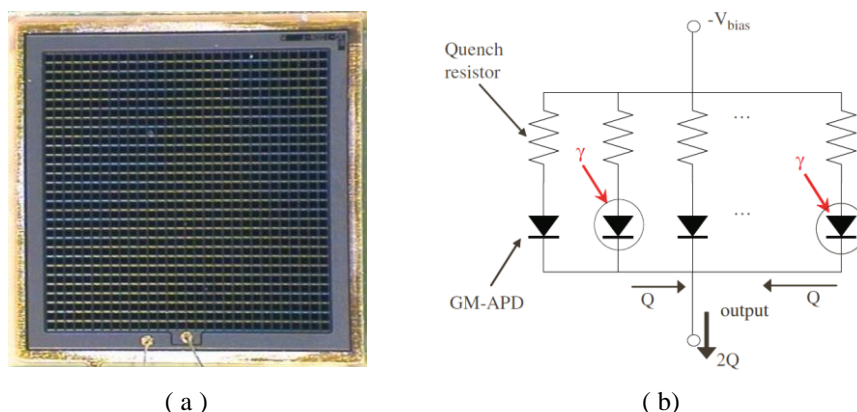 -V_bias
Quench
resistor
...
γ
γ
...
GM-APD
Q
Q
output
2Q
( a )
( b)